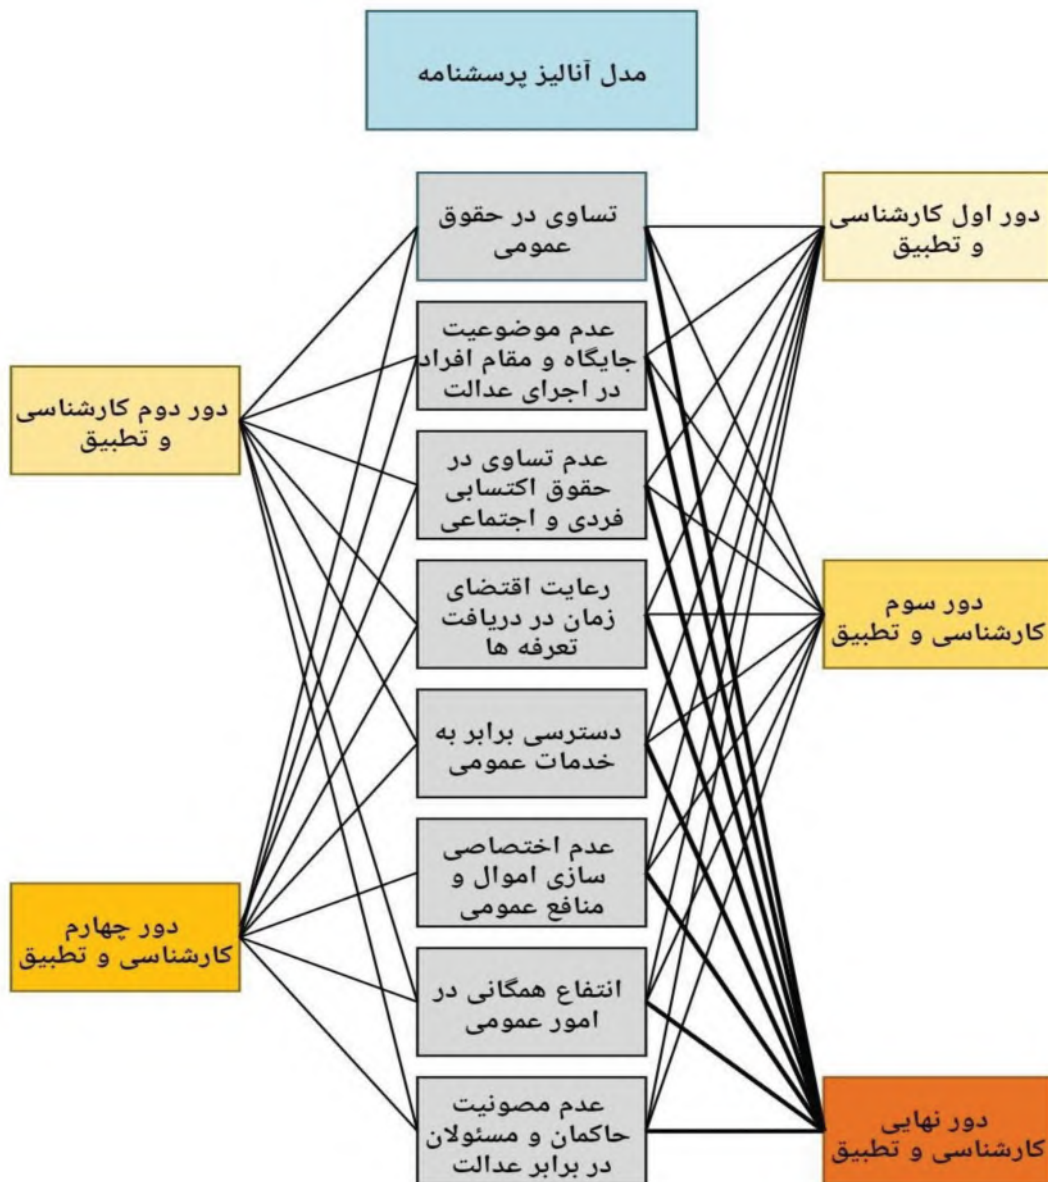 مدل آنالیز پرسشنامه
دور اول کارشناسی
و تطبیق
دور سوم
کارشناسی و تطبیق
دور نهایی
کارشناسی و تطبیق
تساوی در حقوق
عمومی
عدم موضوعیت
جایگاه و مقام افراد
در اجرای عدالت
عدم تساوی در
حقوق اکتسابی
فردی و اجتماعی
رعایت اقتضای
زمان در دریافت
تعرفه ها
دسترسی برابر به
خدمات عمومی
عدم اختصاصی
سازی اموال و
منافع عمومی
انتفاع همگانی در
امور عمومی
عدم مصونیت
حاکمان و مسئولان
در برابر عدالت
دور دوم کارشناسی
و تطبیق
دور چهارم
کارشناسی و تطبیق